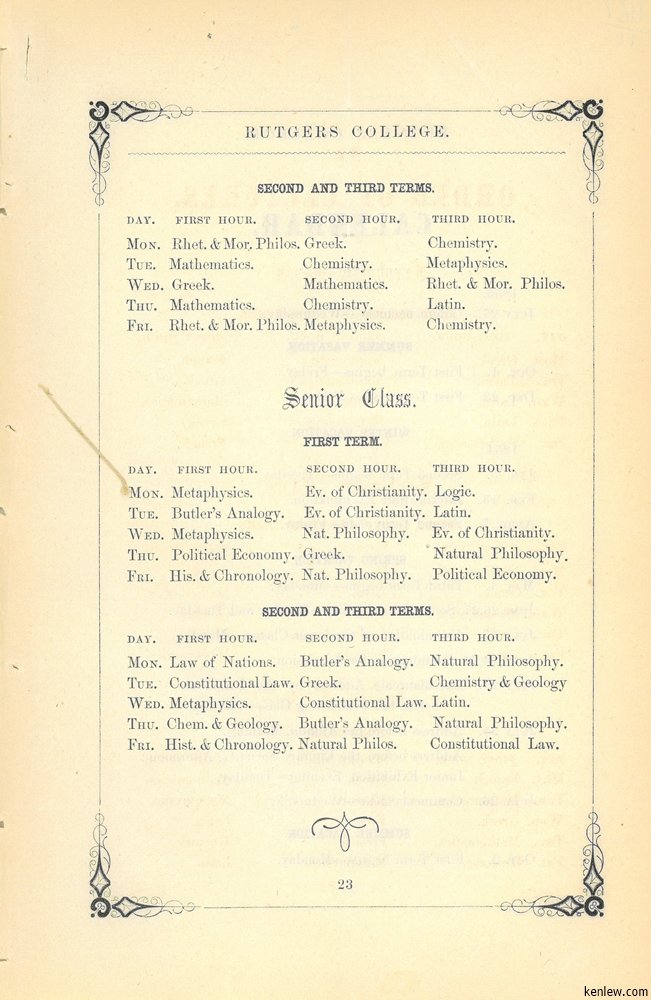 RUTGERS COLLEGE.
SECOND AND THIRD TERMS.
DAY. FIRST HOUR. SECOND HOUR. THIRD HOUR.
MON. Rhet. & Mor. Philos. Greek. Chemistry.
TUE. Mathematics. Chemistry. Metaphysics.
WED. Greek. Mathematics. Rhet. & Mor. Philos.
THU. Mathematics. Chemistry. Latin.
FRI. Rhet. & Mor. Philos. Metaphysics. Chemistry.
Senior Class.
FIRST TERM.
DAY. FIRST HOUR. SECOND HOUR. THIRD HOUR.
MON. Metaphysics. Ev. of Christianity. Logic.
TUE. Butler's Analogy. Ev. of Christianity. Latin.
WED. Metaphysics. Nat. Philosophy. Ev. of Christianity.
THU. Political Economy. Greek. Natural Philosophy.
FRI. His. & Chronology. Nat. Philosophy. Political Economy.
SECOND AND THIRD TERMS.
DAY. FIRST HOUR. SECOND HOUR. THIRD HOUR.
MON. Law of Nations. Butler's Analogy. Natural Philosophy.
TUE. Constitutional Law. Greek. Chemistry & Geology
WED. Metaphysics. Constitutional Law. Latin.
THU. Chem. & Geology. Butler's Analogy. Natural Philosophy.
FRI. Hist. & Chronology. Natural Philos. Constitutional Law.
23
kenlew.com